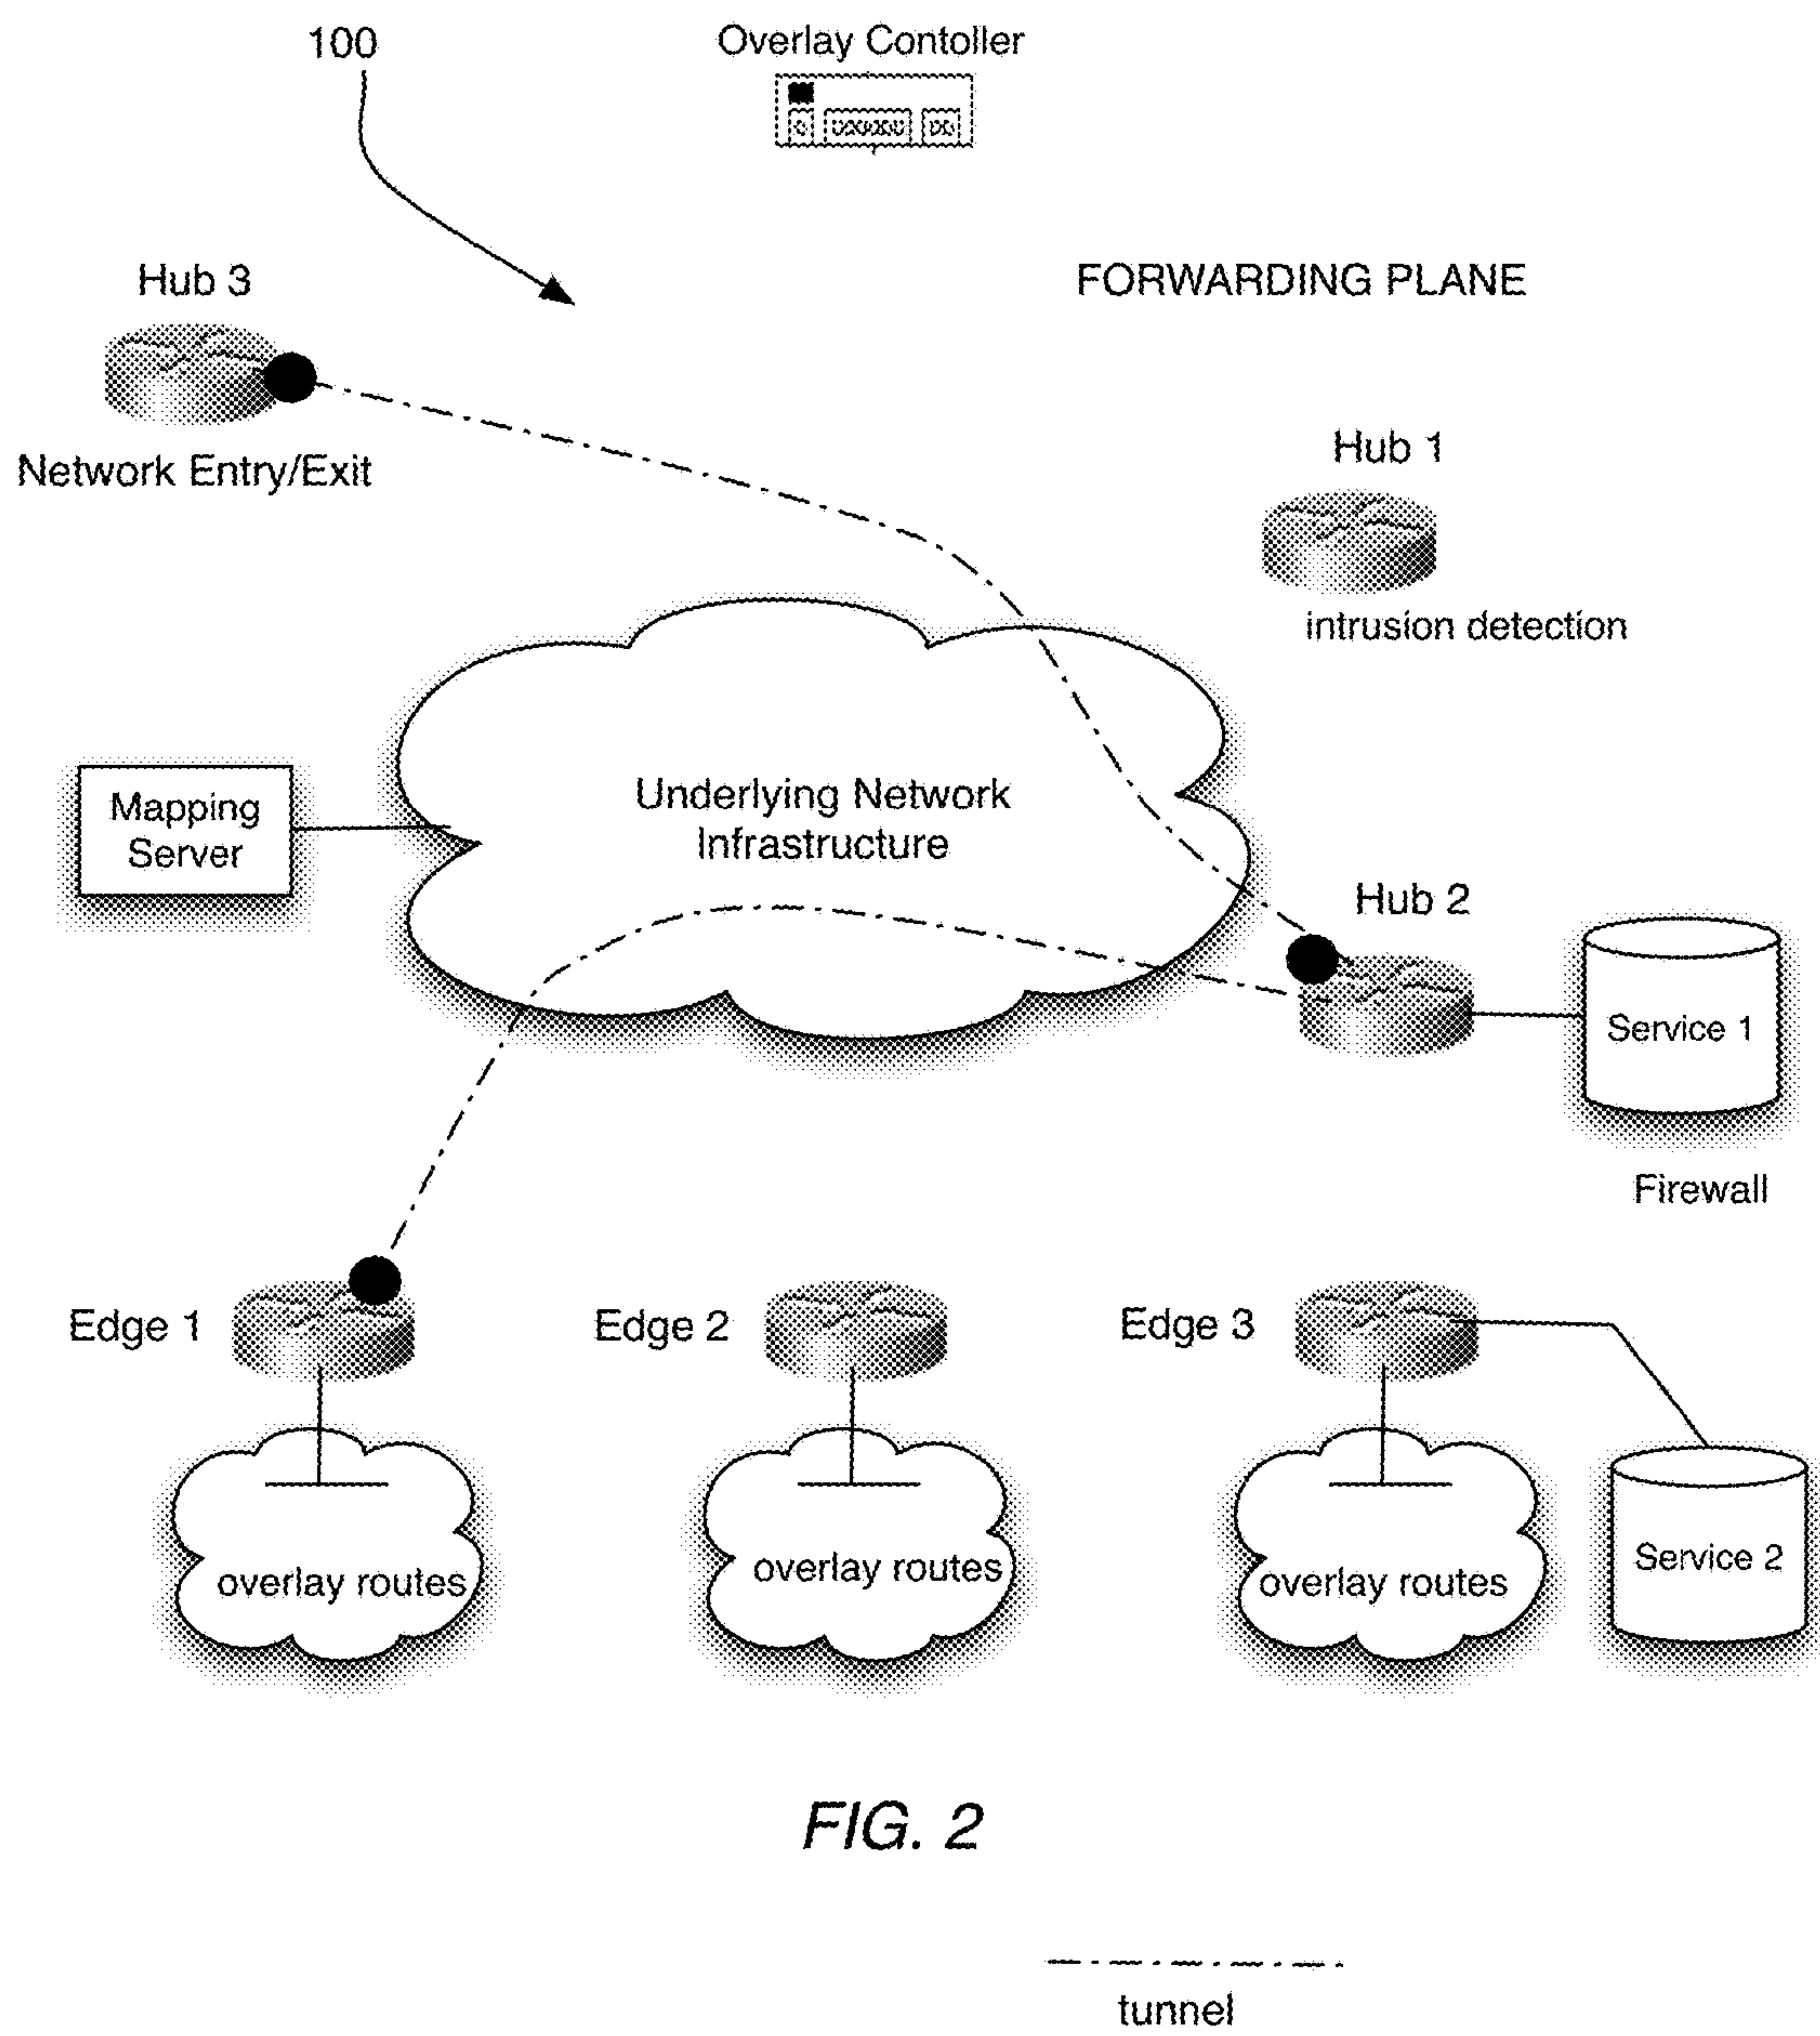 100
Overlay Contoller
Hub 3
FORWARDING PLANE
Network Entry/Exit
Hub 1
intrusion detection
Mapping
Server
Underlying Network
Infrastructure
Hub 2
Service 1
Firewall
Edge 1
Edge 2
Edge 3
overlay routes
overlay routes
overlay routes
Service 2
FIG. 2
tunnel